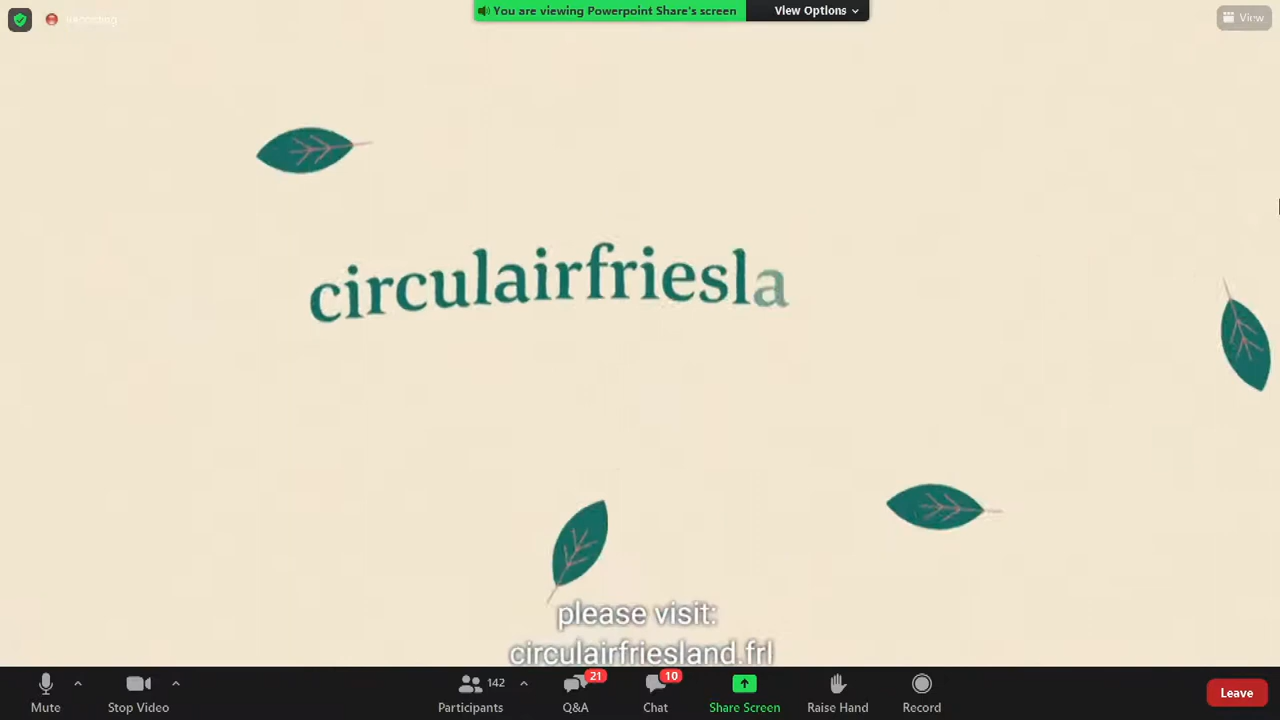 Recording
You are viewing Powerpoint Share's screen
View Options
View
circulairfriesla
please visit:
circulairfriesland.frl
Mute
Stop Video
142
Participants
21
Q&A
10
Chat
Share Screen
Raise Hand
Record
Leave